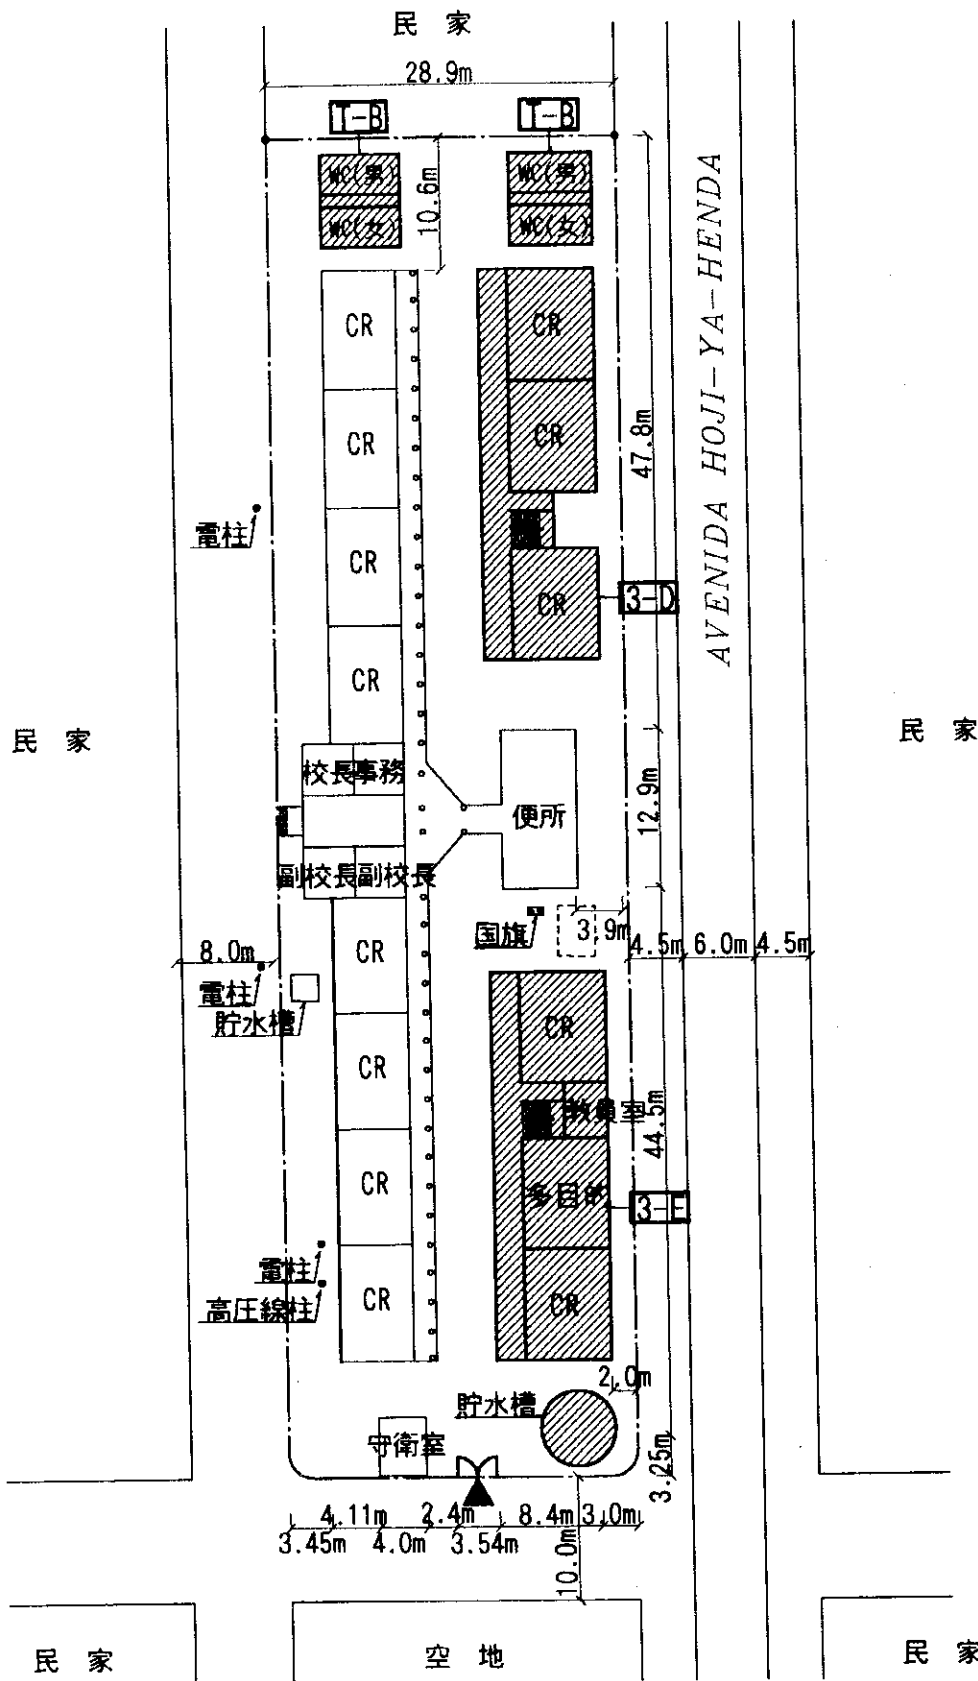 民 家
28.9m
T-B
T-B
WC(男)
WC(男)
10.6m
WC(女)
WC(女)
AVENIDA HOJI-YA-HENDA
CR
CR
CR
CR
47.8m
電柱
CR
CR
3-D
CR
民 家
民 家
校長
事務
12.9m
便所
副校長
副校長
国旗
3.9m
4.5m
6.0m
4.5m
8.0m
CR
電柱
貯水槽
CR
CR
教員室
44.5m
CR
多目的
3-E
電柱
CR
CR
高圧線柱
2.0m
貯水槽
守衛室
3.25m
4.11m
2.4m
8.4m
3.0m
3.45m
4.0m
3.54m
10.0m
民 家
空 地
民 家